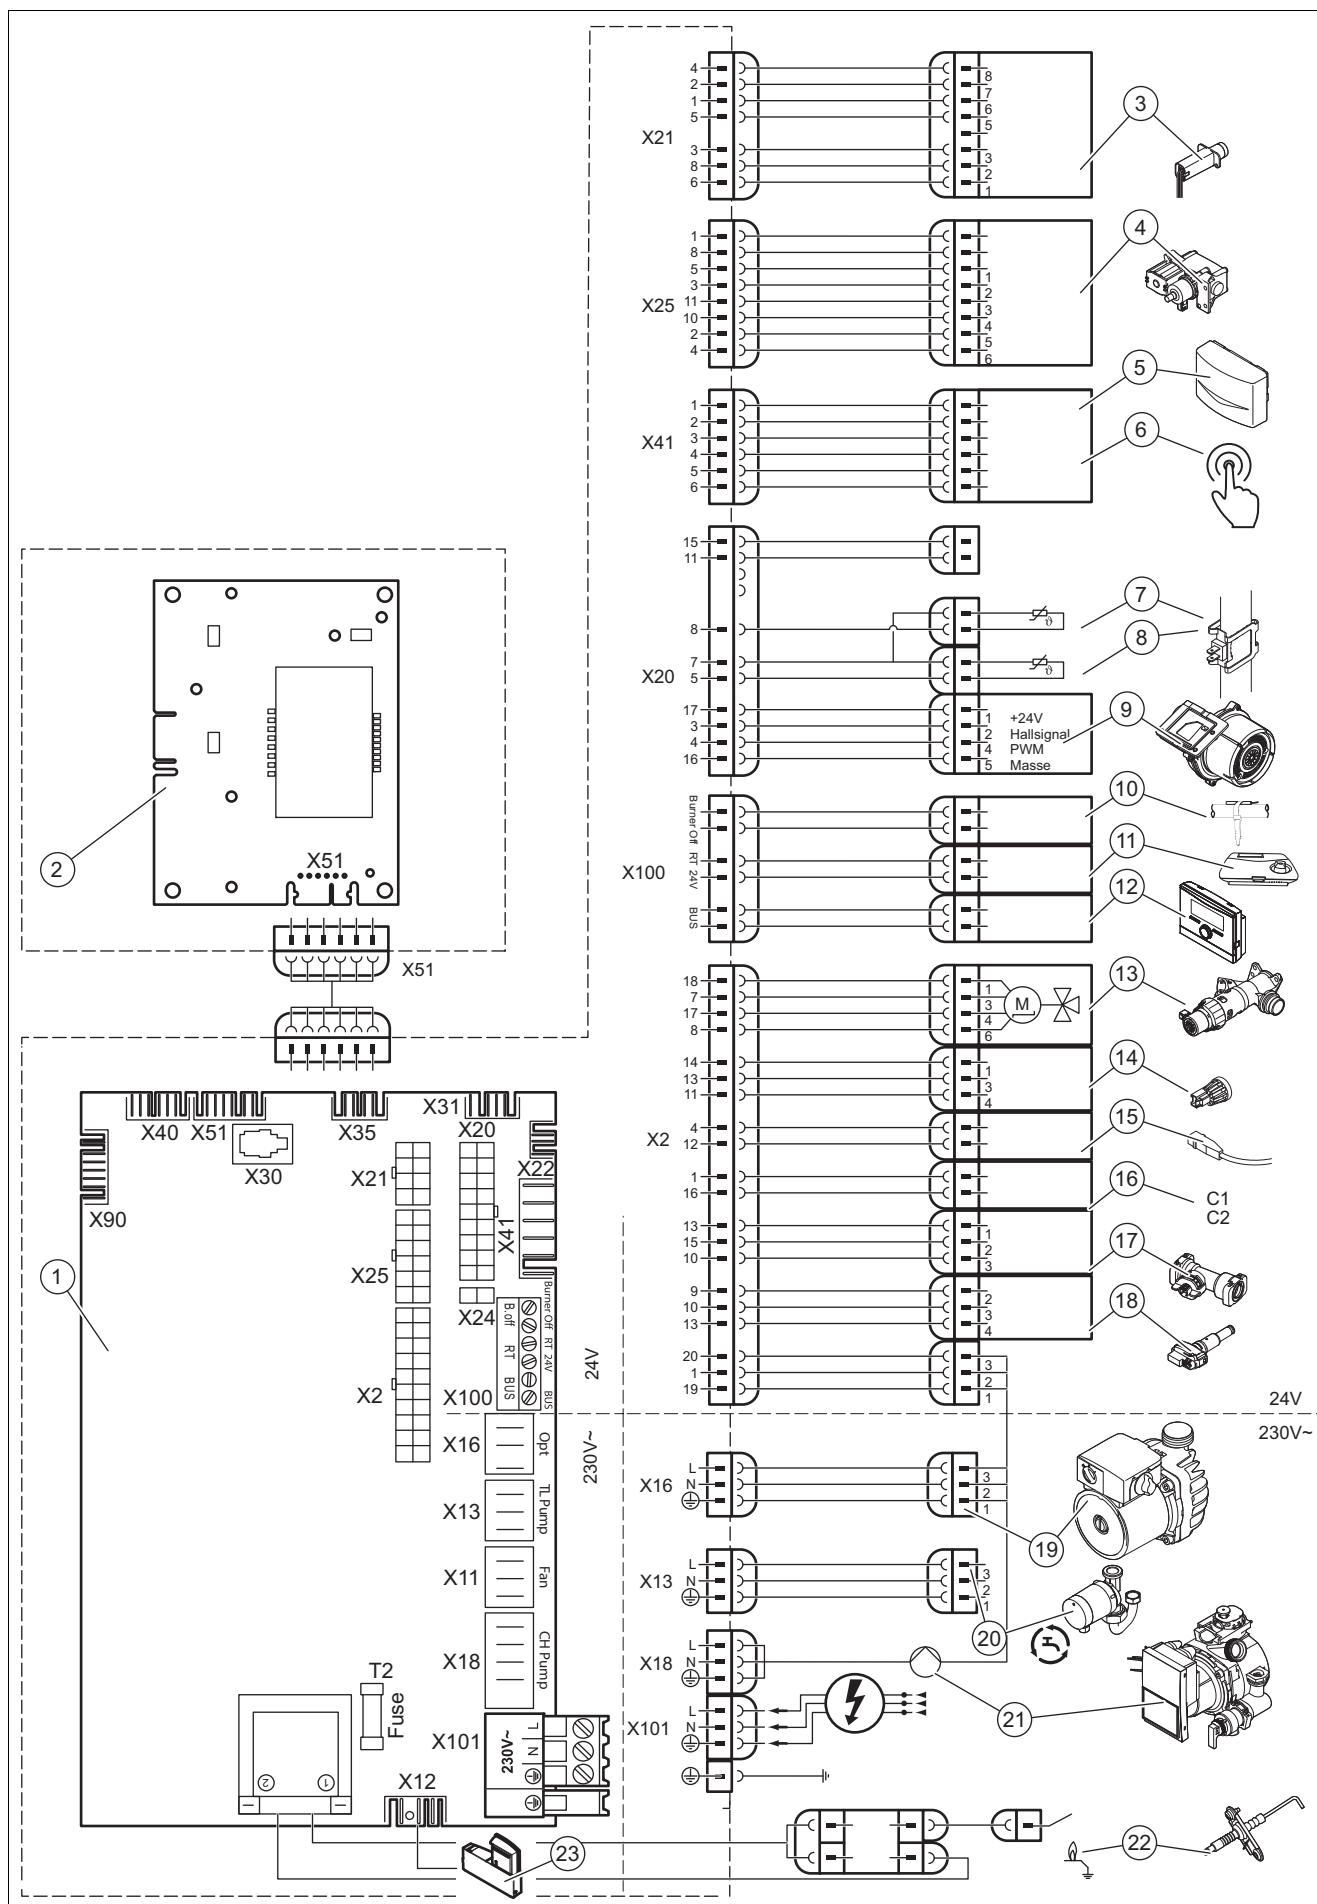 4
2
1
5
3
8
6
X21
8
7
6
5
3
2
1
3
1
8
5
3
11
10
2
4
X25
1
2
3
4
5
6
4
1
2
3
4
5
6
X41
5
6
15
11
8
7
5
17
3
4
16
X20
ϑ
ϑ
7
8
1 +24V
2 Hallsignal
4 PWM
5 Masse
9
Burner Off
RT 24V
BUS
X100
10
11
12
X51
2
X51
18
7
17
8
14
13
11
4
12
1
16
13
15
10
9
10
13
20
1
19
X2
1
3
4
6
M
1
3
4
1
2
3
2
3
4
3
2
1
13
14
15
16
C1
C2
17
18
X40
X51
X35
X31
X20
X30
X21
X22
X90
X41
X25
X24
1
X2
X100
B.off
RT
BUS
Burner Off
RT 24V
BUS
24V
230V~
24V
230V~
X16
Opt
X13
TL Pump
X11
Fan
X18
CH Pump
T2
Fuse
X101
230V~
L
N
X12
2
1
X16
L
N
3
2
1
19
X13
L
N
3
2
1
20
X18
L
N
21
X101
L
N
22
23